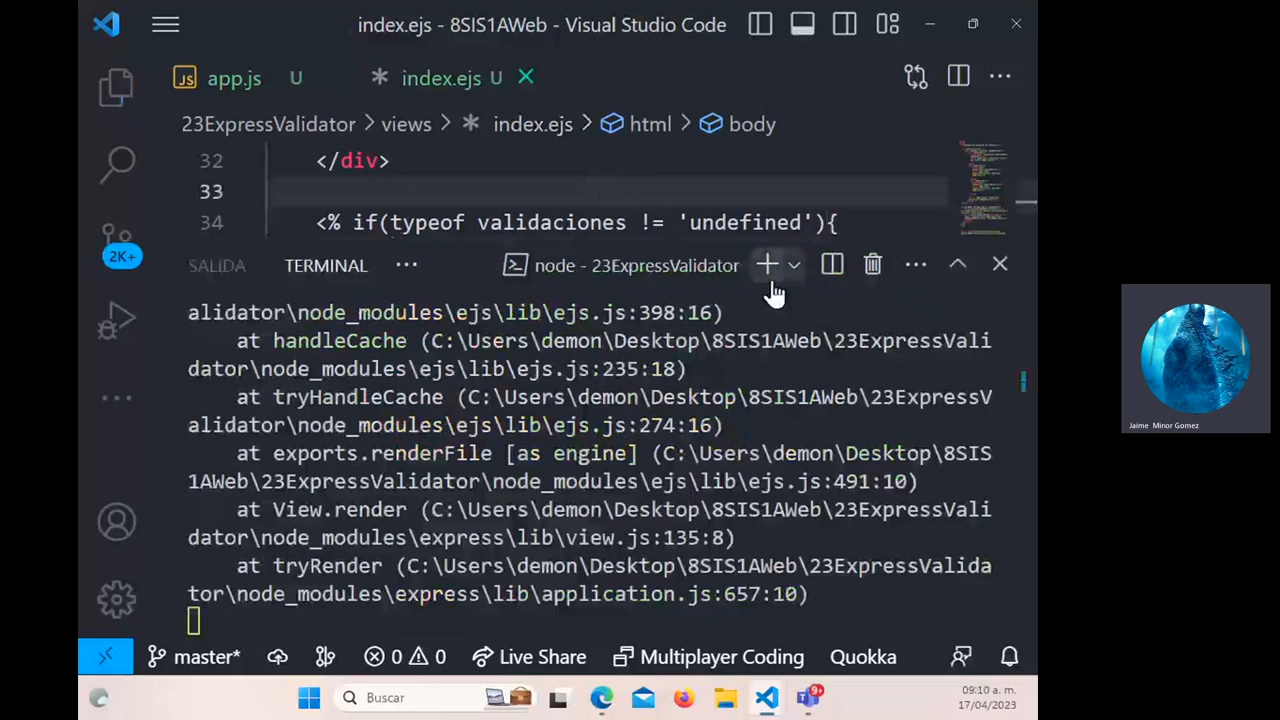 index.ejs - 8SIS1AWeb - Visual Studio Code
JS app.js U index.ejs U
23ExpressValidator > views > index.ejs > html > body
32 </div>
33
34 <% if(typeof validaciones != 'undefined'){
SALIDA TERMINAL node - 23ExpressValidator
alidator\node_modules\ejs\lib\ejs.js:398:16)
at handleCache (C:\Users\demon\Desktop\8SIS1AWeb\23ExpressVali
dator\node_modules\ejs\lib\ejs.js:235:18)
at tryHandleCache (C:\Users\demon\Desktop\8SIS1AWeb\23ExpressV
alidator\node_modules\ejs\lib\ejs.js:274:16)
at exports.renderFile [as engine] (C:\Users\demon\Desktop\8SIS
1AWeb\23ExpressValidator\node_modules\ejs\lib\ejs.js:491:10)
at View.render (C:\Users\demon\Desktop\8SIS1AWeb\23ExpressVali
dator\node_modules\express\lib\view.js:135:8)
at tryRender (C:\Users\demon\Desktop\8SIS1AWeb\23ExpressValida
tor\node_modules\express\lib\application.js:657:10)
2K+
master* 0 0 Live Share Multiplayer Coding Quokka
Buscar
9+
09:10 a. m.
17/04/2023
Jaime Minor Gomez